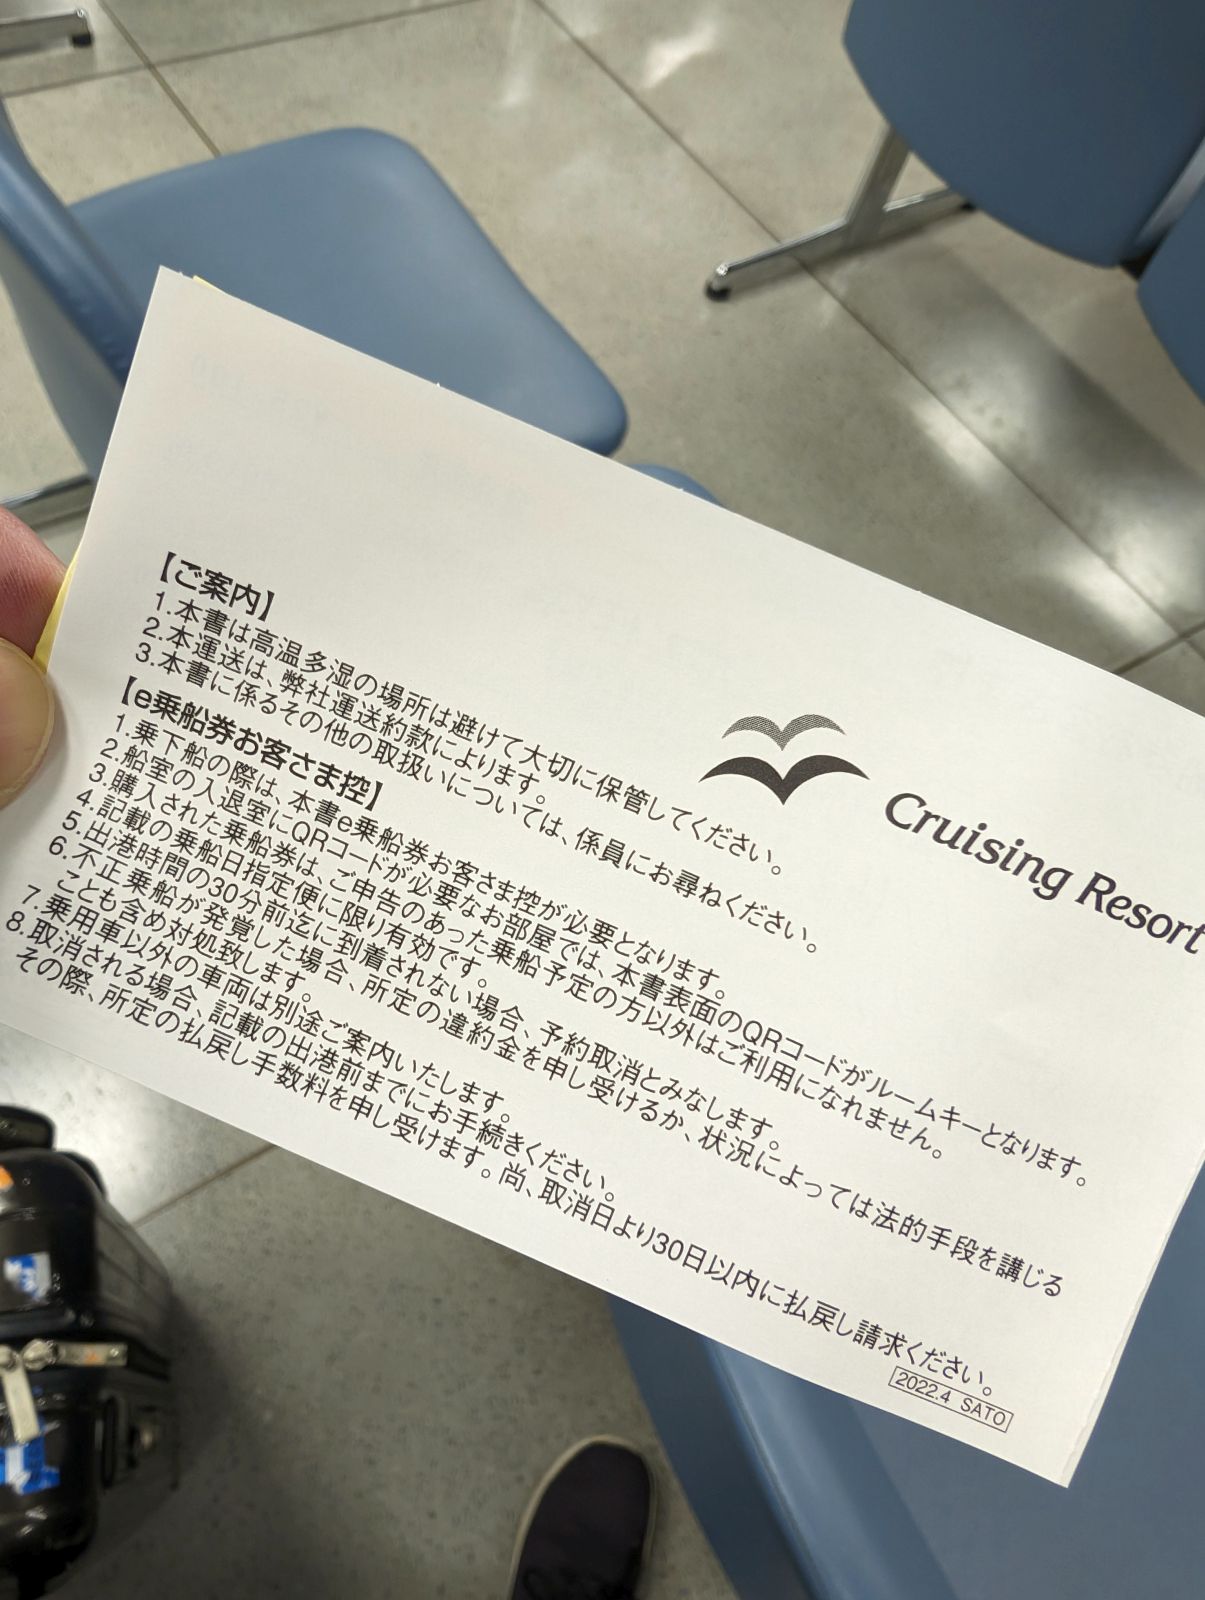 【ご案内】
1.本書は高温多湿の場所は避けて大切に保管してください。
2.本運送は、弊社運送約款によります。
3.本書に係るその他の取扱いについては、係員にお尋ねください。
【e乗船券お客さま控】
1.乗下船の際は、本書e乗船券お客さま控が必要となります。
2.船室の入退室にQRコードが必要なお部屋では、本書表面のQRコードがルームキーとなります。
3.購入された乗船券は、ご申告のあった乗船予定の方以外はご利用になれません。
4.記載の乗船日指定便に限り有効です。
5.出港時間の30分前迄に到着されない場合、予約取消とみなします。
6.不正乗船が発覚した場合、所定の違約金を申し受けるか、状況によっては法的手段を講じる
ことも含め対処致します。
7.乗用車以外の車両は別途ご案内いたします。
8.取消される場合、記載の出港前までにお手続きください。
その際、所定の払戻し手数料を申し受けます。尚、取消日より30日以内に払戻し請求ください。
Cruising Resort
2022.4 SATO